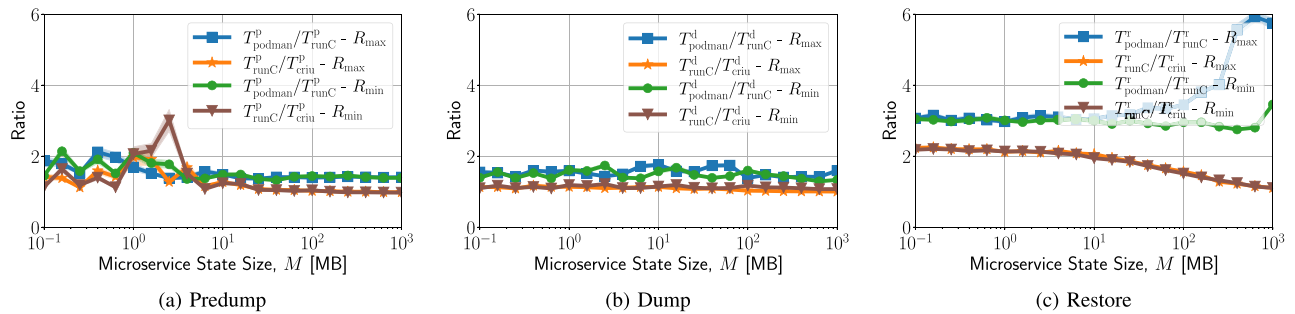 6
4
2
0
Ratio
T^p_podman/T^p_runC - R_max
T^p_runC/T^p_criu - R_max
T^p_podman/T^p_runC - R_min
T^p_runC/T^p_criu - R_min
10^-1 10^0 10^1 10^2 10^3
Microservice State Size, M [MB]
(a) Predump
6
4
2
0
Ratio
T^d_podman/T^d_runC - R_max
T^d_runC/T^d_criu - R_max
T^d_podman/T^d_runC - R_min
T^d_runC/T^d_criu - R_min
10^-1 10^0 10^1 10^2 10^3
Microservice State Size, M [MB]
(b) Dump
6
4
2
0
Ratio
T^r_podman/T^r_runC - R_max
T^r_runC/T^r_criu - R_max
T^r_podman/T^r_runC - R_min
T^r_runC/T^r_criu - R_min
10^-1 10^0 10^1 10^2 10^3
Microservice State Size, M [MB]
(c) Restore